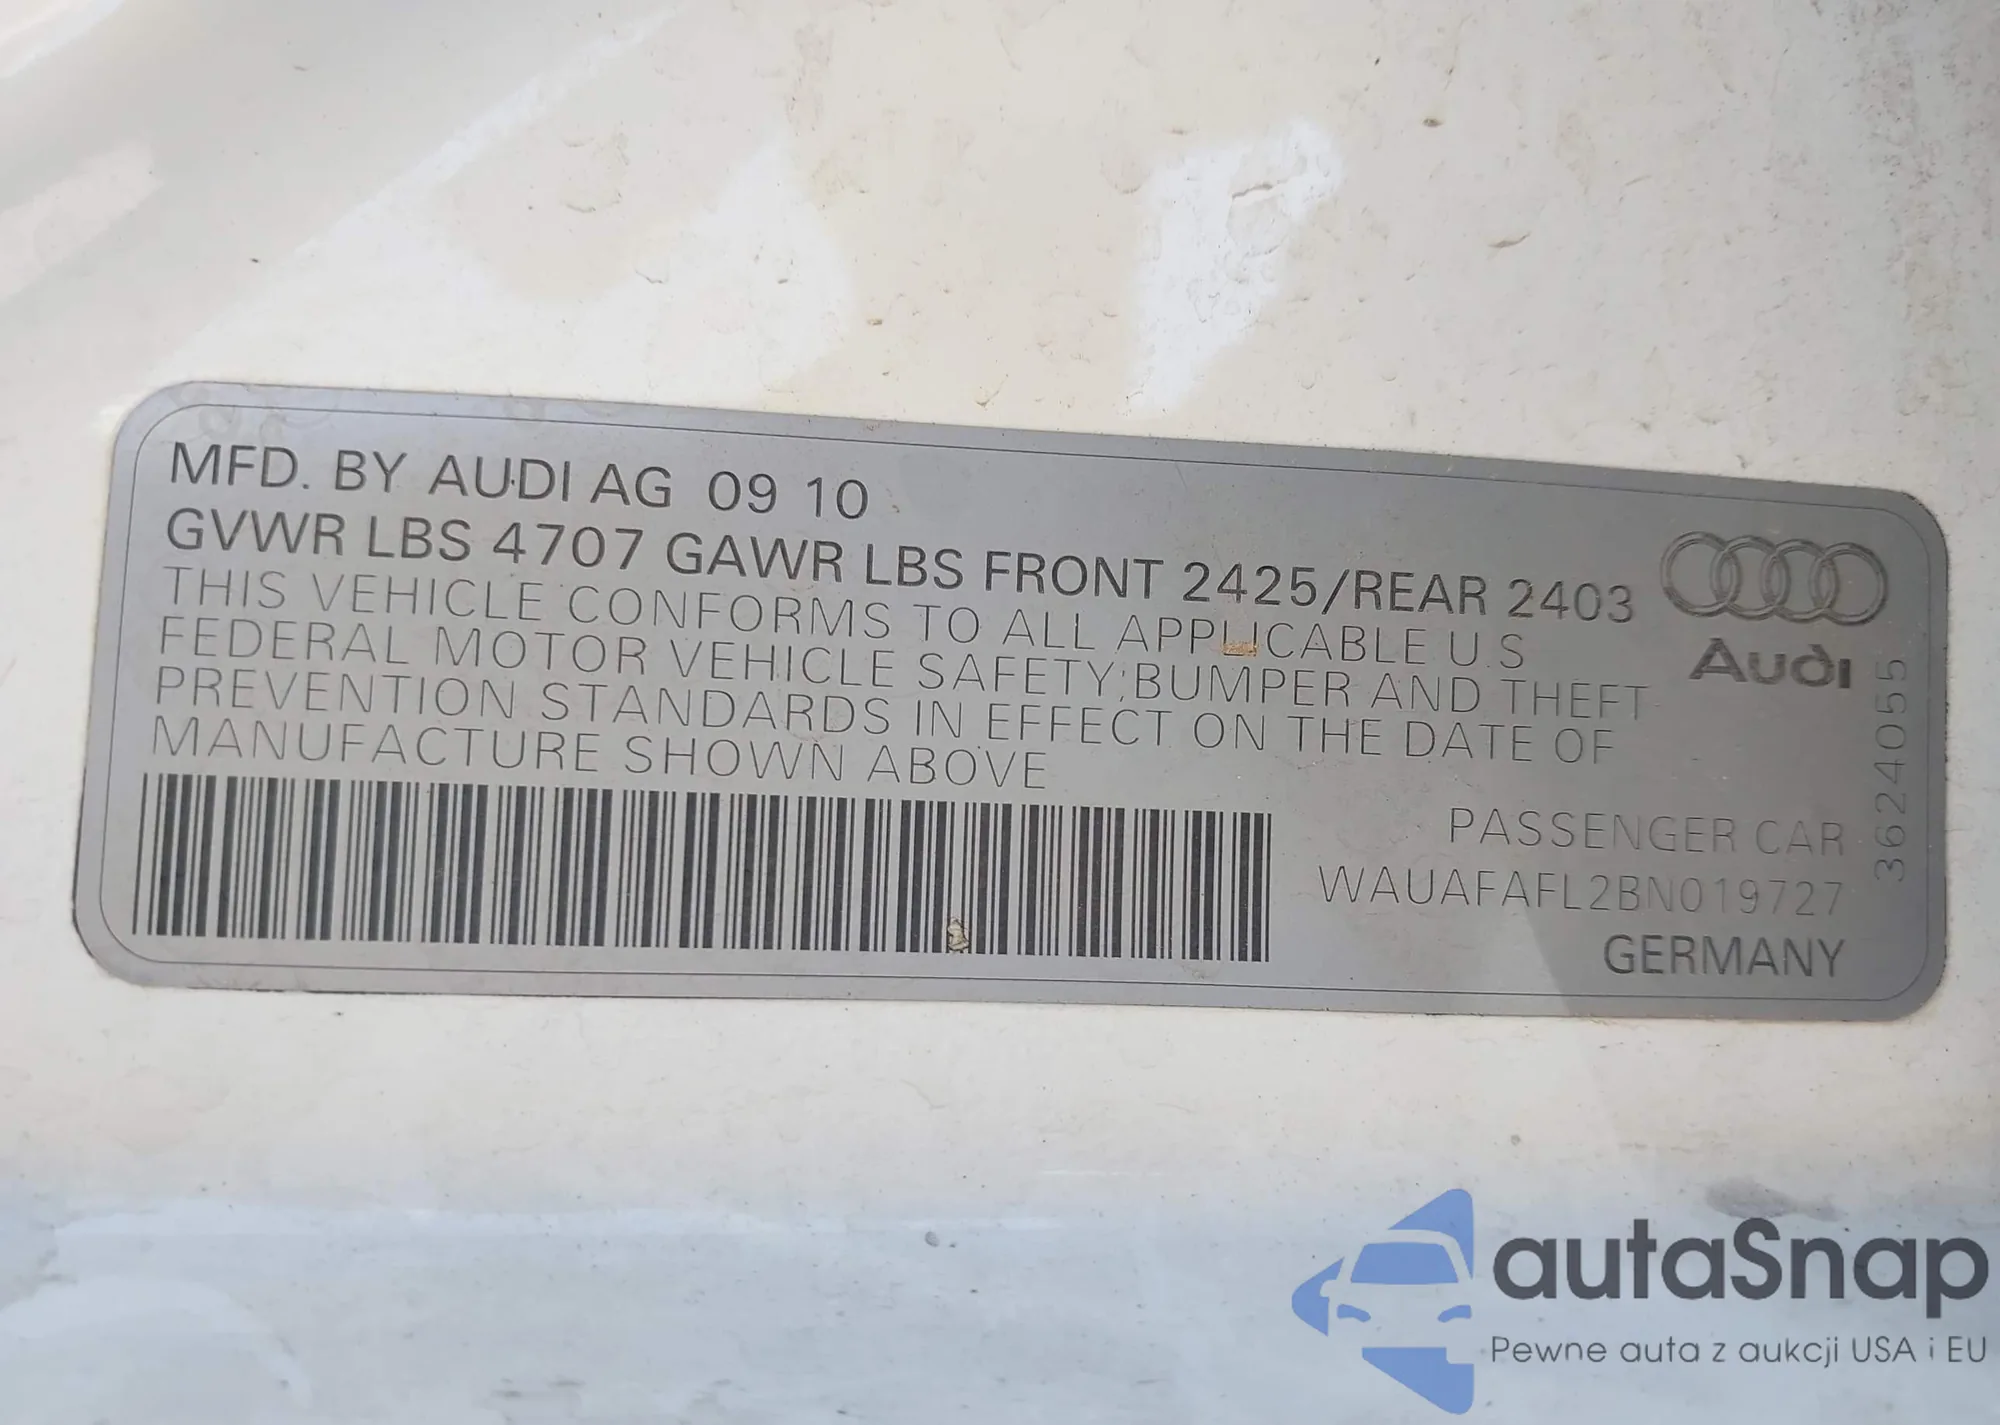 MFD. BY AUDI AG 09 10
GVWR LBS 4707 GAWR LBS FRONT 2425/REAR 2403
THIS VEHICLE CONFORMS TO ALL APPLICABLE U.S
FEDERAL MOTOR VEHICLE SAFETY, BUMPER AND THEFT
PREVENTION STANDARDS IN EFFECT ON THE DATE OF
MANUFACTURE SHOWN ABOVE
Audi
3624055
PASSENGER CAR
WAUAFAFL2BN019727
GERMANY
autaSnap
Pewne auta z aukcji USA i EU